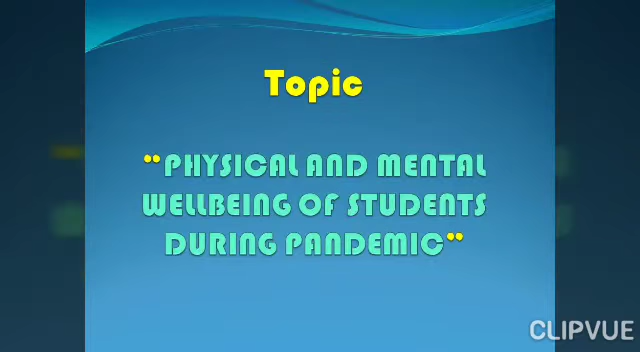 Topic
"PHYSICAL AND MENTAL
WELLBEING OF STUDENTS
DURING PANDEMIC"
CLIPVUE